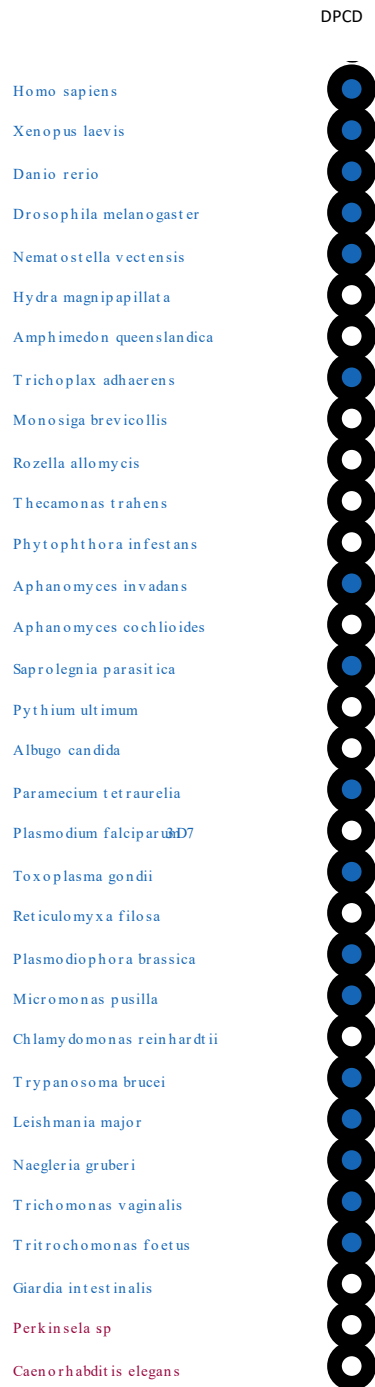 DPCD
Homo sapiens
Xenopus laevis
Danio rerio
Drosophila melanogaster
Nematostella vectensis
Hydra magnipapillata
Amphimedon queenslandica
Trichoplax adhaerens
Monosiga brevicollis
Rozella allomycis
Thecamonas trahens
Phytophthora infestans
Aphanomyces invadans
Aphanomyces cochlioides
Saprolegnia parasitica
Pythium ultimum
Albugo candida
Paramecium tetraurelia
Plasmodium falciparum 3D7
Toxoplasma gondii
Reticulomyxa filosa
Plasmodiophora brassica
Micromonas pusilla
Chlamydomonas reinhardtii
Trypanosoma brucei
Leishmania major
Naegleria gruberi
Trichomonas vaginalis
Tritrochomonas foetus
Giardia intestinalis
Perkinsela sp
Caenorhabditis elegans